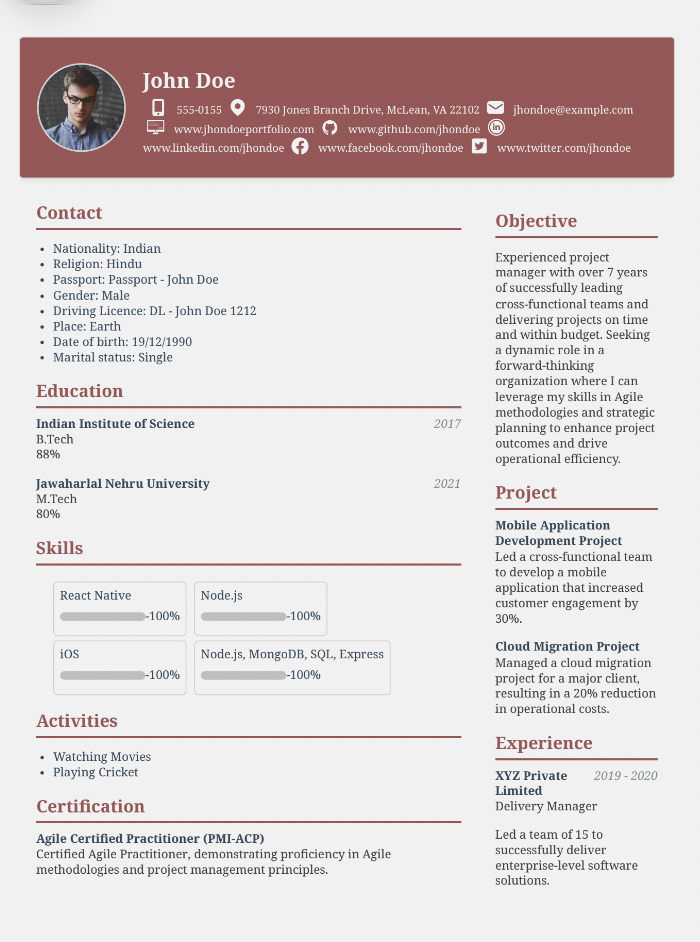 John Doe
555-0155 7930 Jones Branch Drive, McLean, VA 22102 jhondoe@example.com
www.jhondoeportfolio.com www.github.com/jhondoe
www.linkedin.com/jhondoe www.facebook.com/jhondoe www.twitter.com/jhondoe
Contact
Nationality: Indian
Religion: Hindu
Passport: Passport - John Doe
Gender: Male
Driving Licence: DL - John Doe 1212
Place: Earth
Date of birth: 19/12/1990
Marital status: Single
Education
Indian Institute of Science 2017
B.Tech
88%
Jawaharlal Nehru University 2021
M.Tech
80%
Skills
React Native
-100%
Node.js
-100%
iOS
-100%
Node.js, MongoDB, SQL, Express
-100%
Activities
Watching Movies
Playing Cricket
Certification
Agile Certified Practitioner (PMI-ACP)
Certified Agile Practitioner, demonstrating proficiency in Agile
methodologies and project management principles.
Objective
Experienced project
manager with over 7 years
of successfully leading
cross-functional teams and
delivering projects on time
and within budget. Seeking
a dynamic role in a
forward-thinking
organization where I can
leverage my skills in Agile
methodologies and strategic
planning to enhance project
outcomes and drive
operational efficiency.
Project
Mobile Application
Development Project
Led a cross-functional team
to develop a mobile
application that increased
customer engagement by
30%.
Cloud Migration Project
Managed a cloud migration
project for a major client,
resulting in a 20% reduction
in operational costs.
Experience
XYZ Private 2019 - 2020
Limited
Delivery Manager
Led a team of 15 to
successfully deliver
enterprise-level software
solutions.